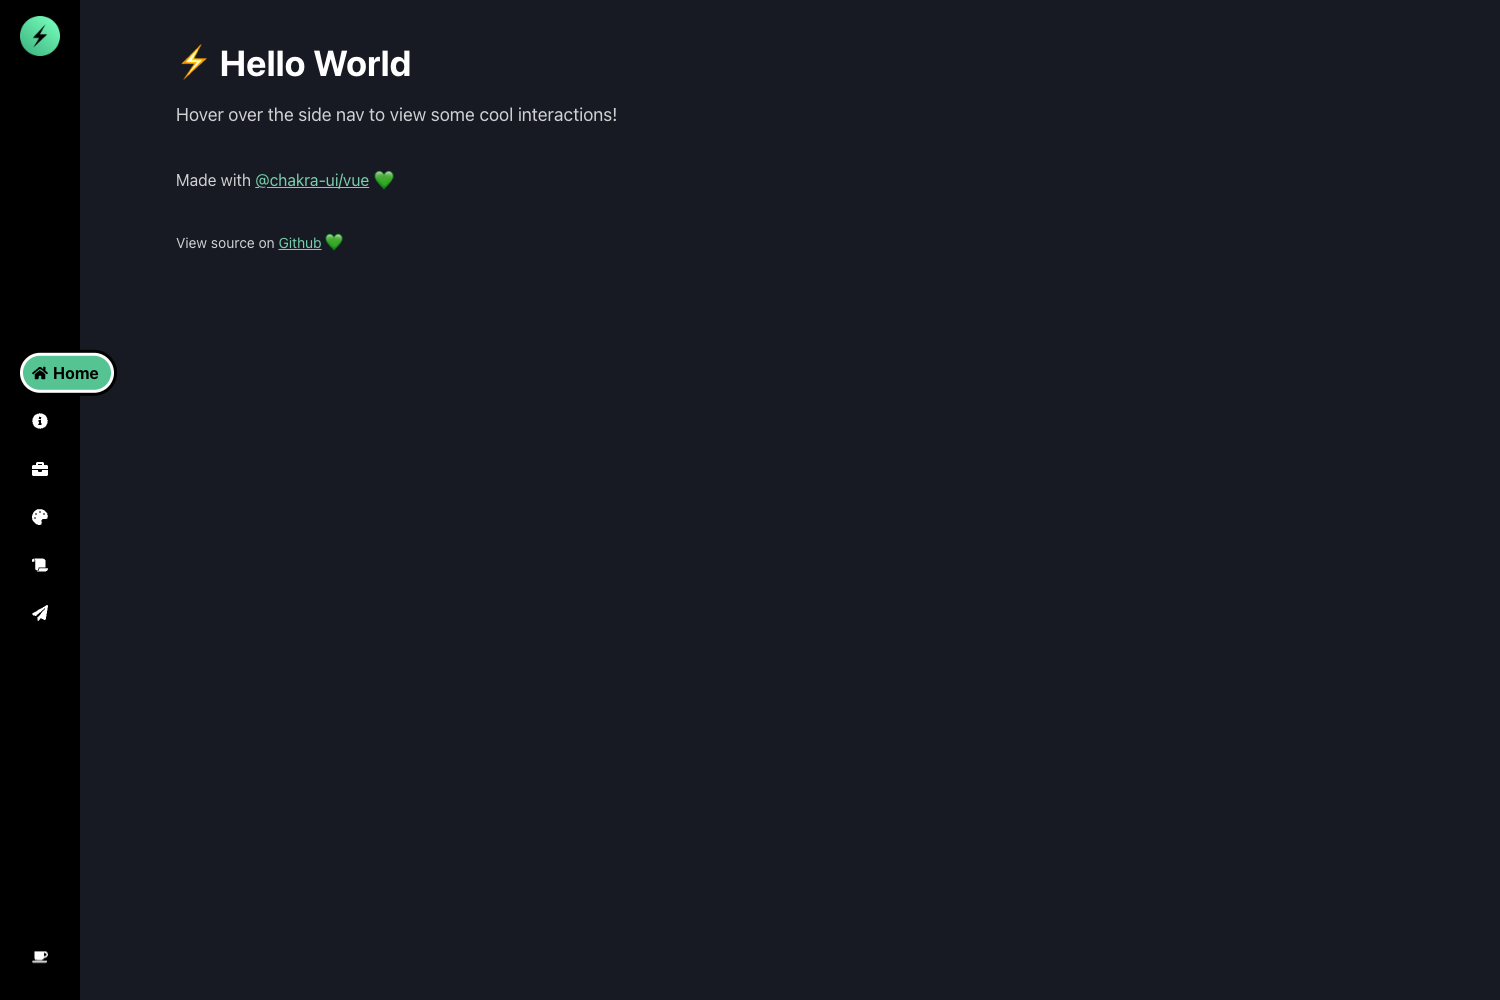 ⚡ Hello World
Hover over the side nav to view some cool interactions!
Made with @chakra-ui/vue 💚
View source on Github 💚
Home